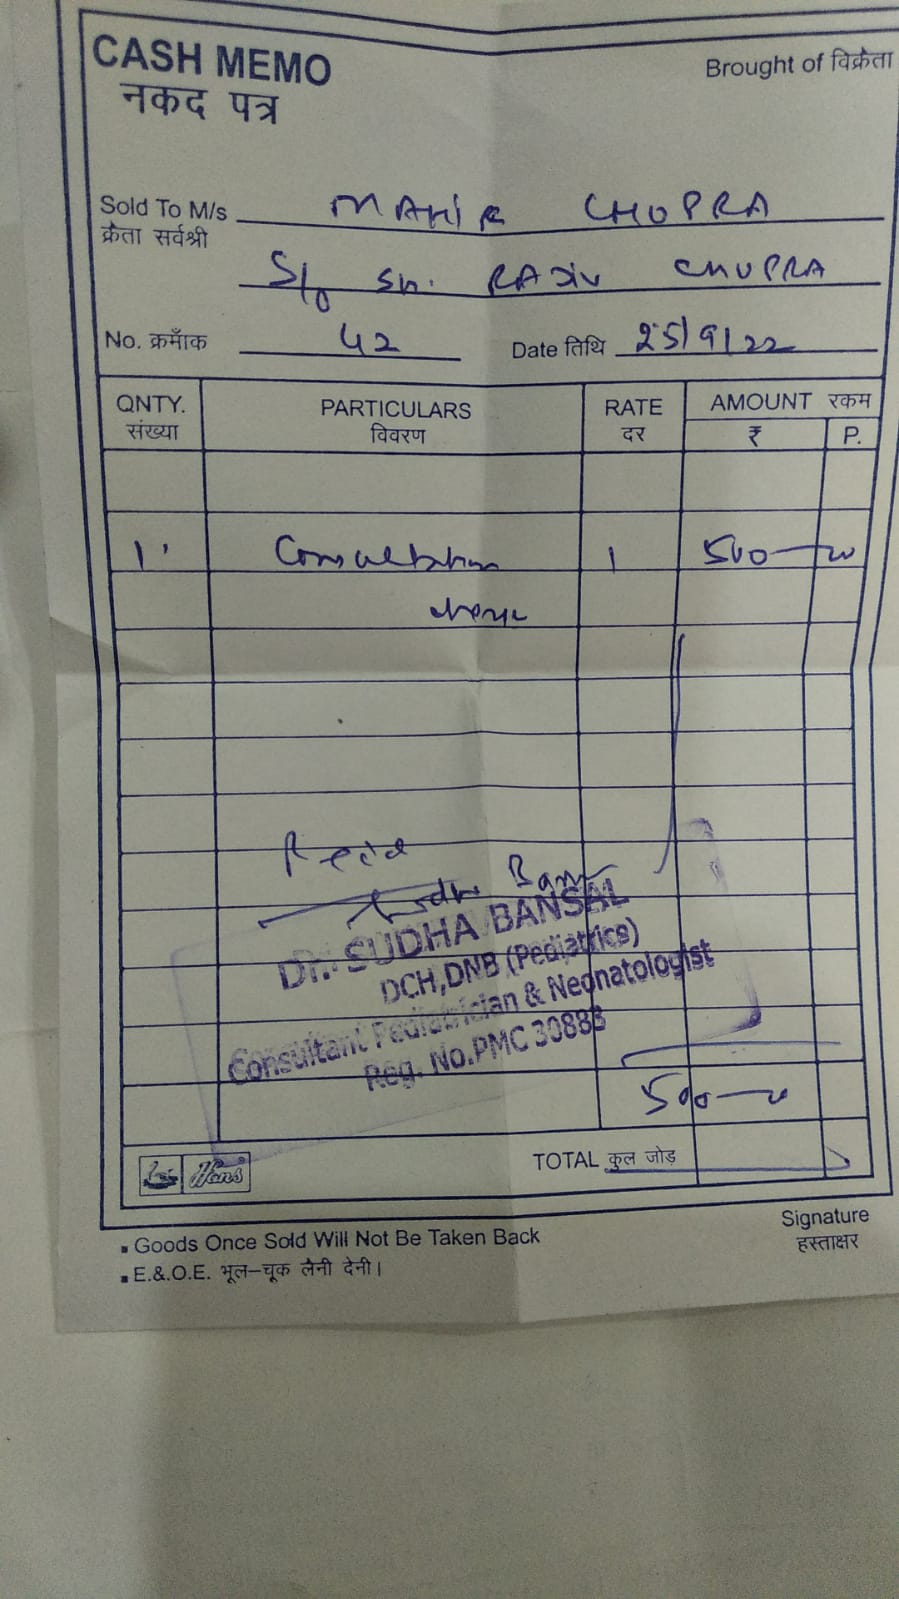 CASH MEMO
नकद पत्र
Brought of विक्रेता
Sold To M/s MAHIR CHOPRA
क्रेता सर्वश्री
S/o Sh. RAJIV CHOPRA
No. क्रमाँक 42 Date तिथि 25/9/22
QNTY. PARTICULARS RATE AMOUNT रकम
संख्या विवरण दर ₹ P.
1. Consultation 1 500-00
charge
Recd
Sudha Bansal
Dr. SUDHA BANSAL
DCH,DNB (Pediatrics)
Consultant Pediatrician & Neonatologist
Reg. No.PMC 30888
500-00
TOTAL कुल जोड़
Hans
Signature
हस्ताक्षर
Goods Once Sold Will Not Be Taken Back
E.&O.E. भूल-चूक लैनी देनी।